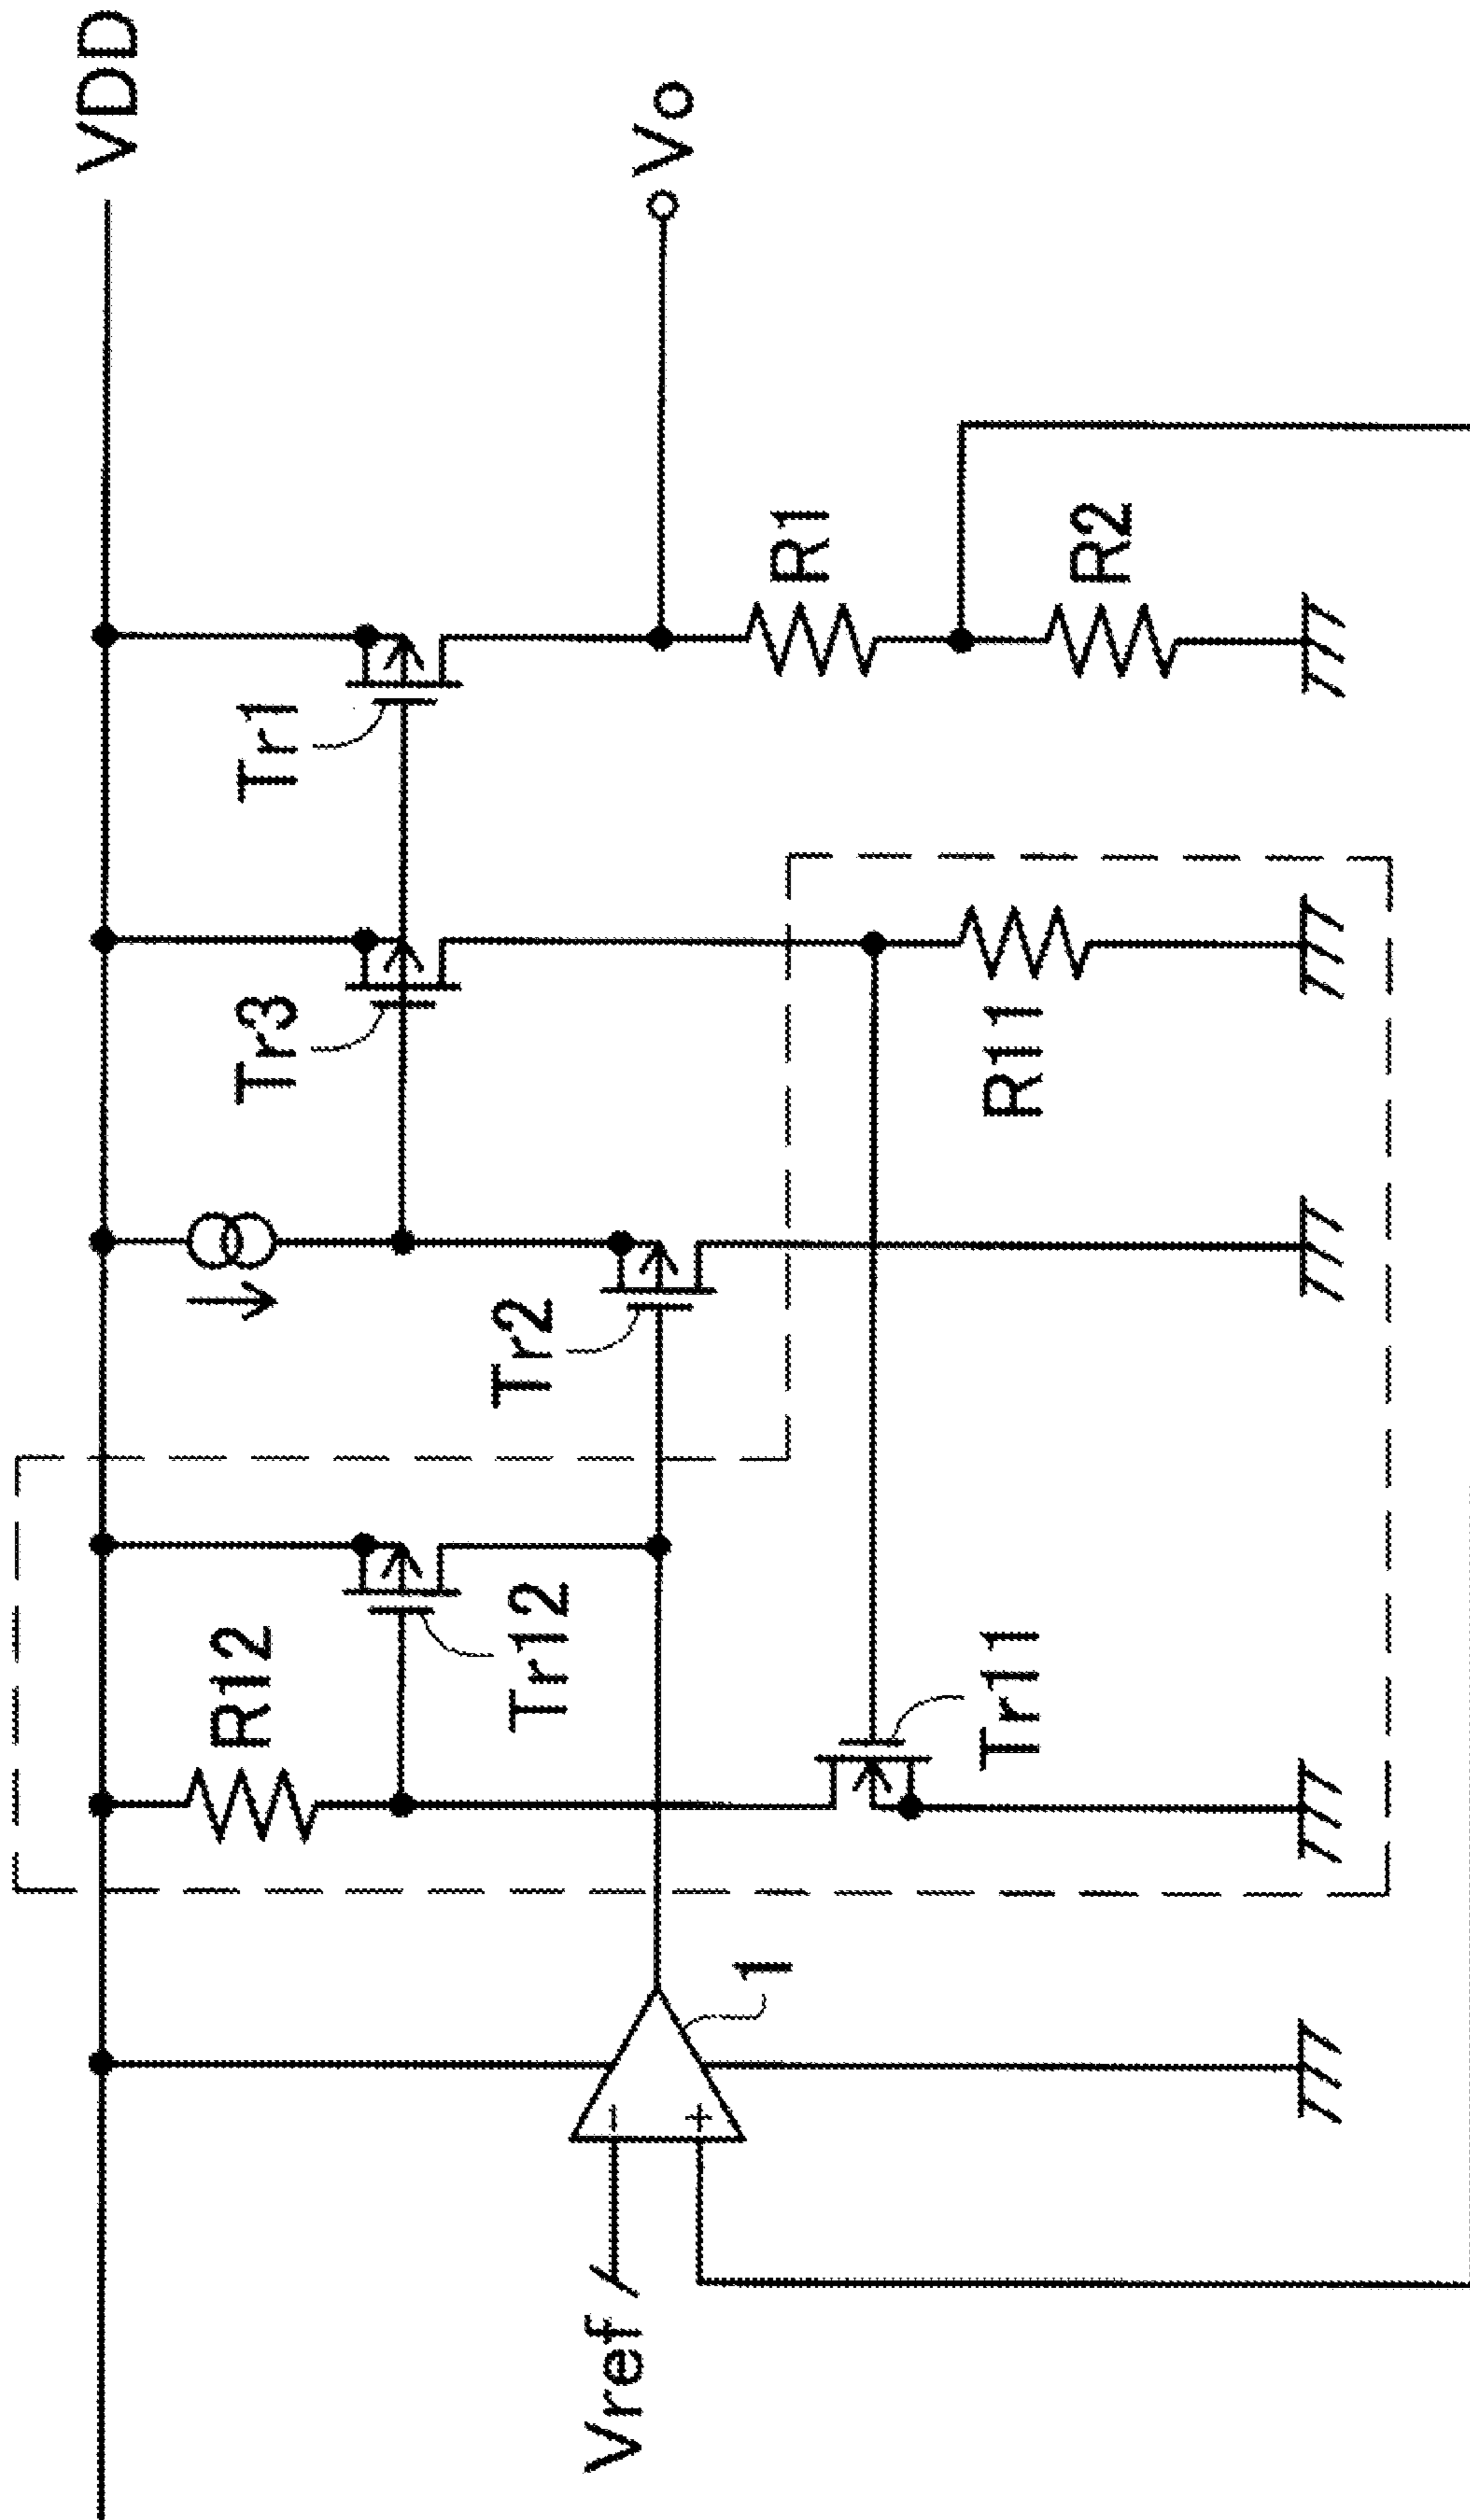 VDD
Vo
Tr1
R1
R2
Tr3
R11
Tr2
R12
Tr12
Tr11
1
−
+
Vref